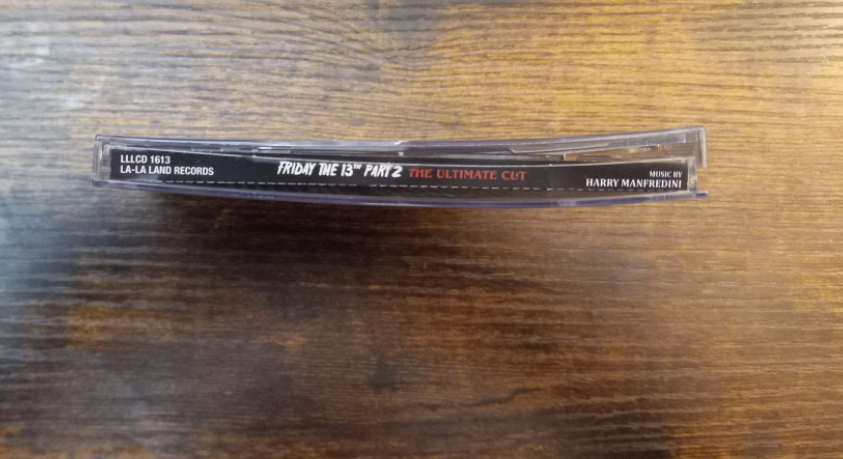 LLLCD 1613
LA-LA LAND RECORDS
FRIDAY THE 13TH PART 2 THE ULTIMATE CUT
MUSIC BY
HARRY MANFREDINI